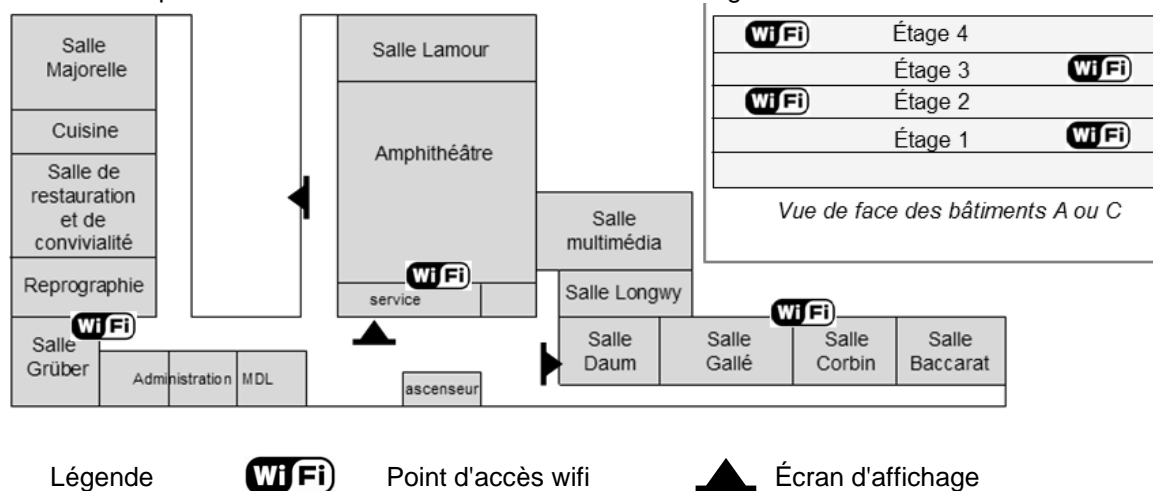 Salle
Majorelle
Cuisine
Salle de
restauration
et de
convivialité
Reprographie
WiFi
Salle
Grüber
Administration
MDL
Salle Lamour
Amphithéâtre
WiFi
service
ascenseur
Salle
multimédia
Salle Longwy
WiFi
Salle
Daum
Salle
Gallé
Salle
Corbin
Salle
Baccarat
WiFi Étage 4
Étage 3 WiFi
WiFi Étage 2
Étage 1 WiFi
Vue de face des bâtiments A ou C
Légende WiFi Point d'accès wifi Écran d'affichage